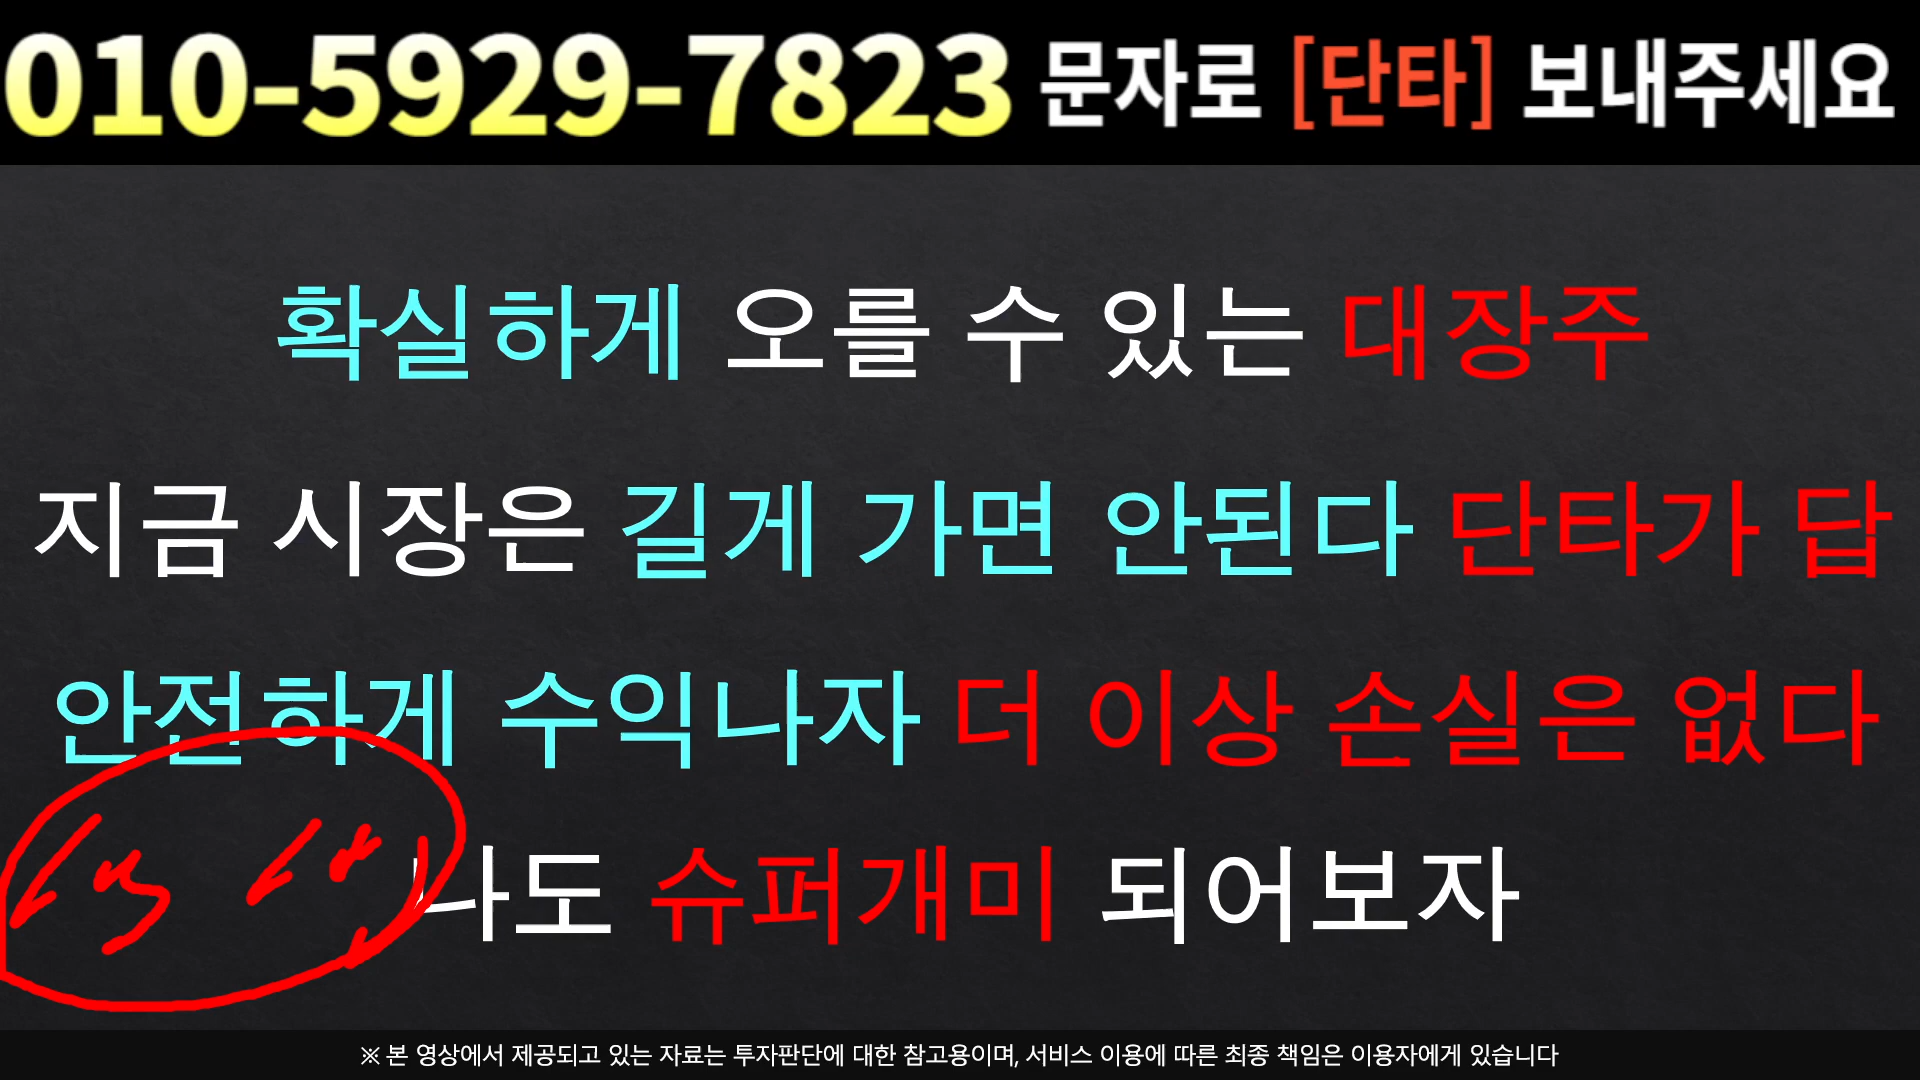 010-5929-7823 문자로 [단타] 보내주세요
확실하게 오를 수 있는 대장주
지금 시장은 길게 가면 안된다 단타가 답
안전하게 수익나자 더 이상 손실은 없다
나도 슈퍼개미 되어보자
※ 본 영상에서 제공되고 있는 자료는 투자판단에 대한 참고용이며, 서비스 이용에 따른 최종 책임은 이용자에게 있습니다